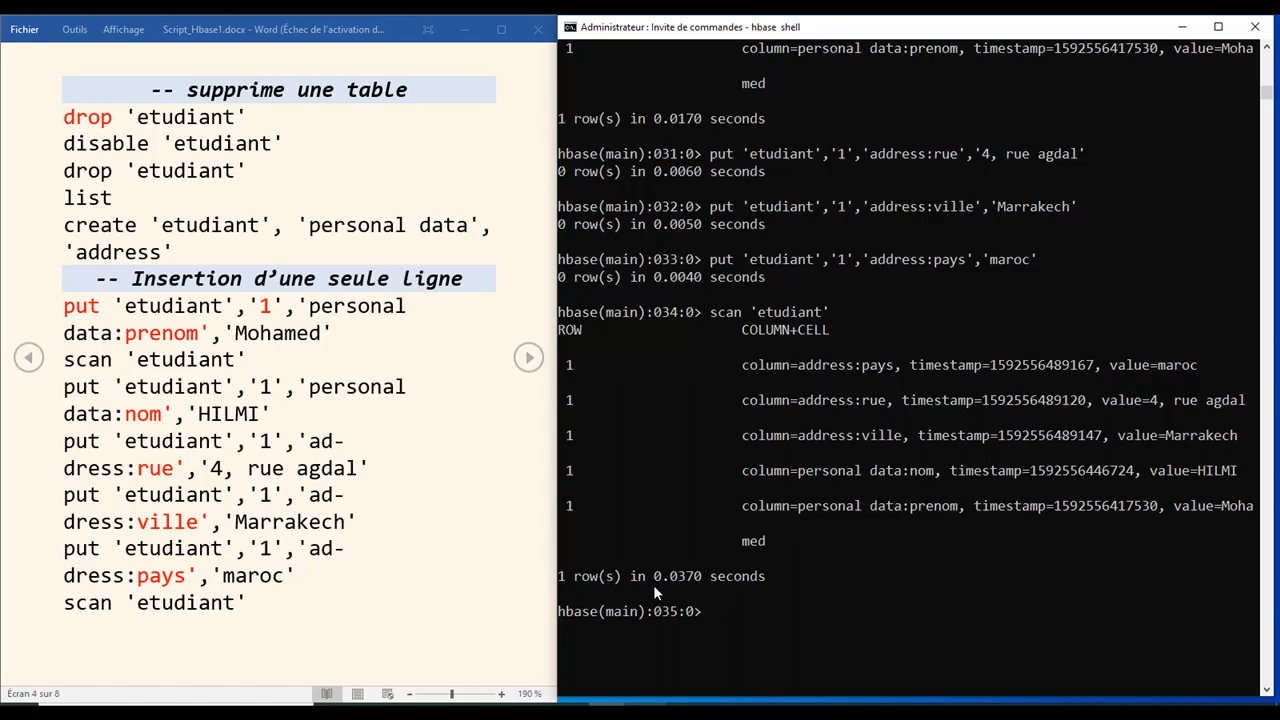 Fichier Outils Affichage Script_Hbase1.docx - Word (Échec de l'activation d...
-- supprime une table
drop 'etudiant'
disable 'etudiant'
drop 'etudiant'
list
create 'etudiant', 'personal data',
'address'
-- Insertion d’une seule ligne
put 'etudiant','1','personal
data:prenom','Mohamed'
scan 'etudiant'
put 'etudiant','1','personal
data:nom','HILMI'
put 'etudiant','1','ad-
dress:rue','4, rue agdal'
put 'etudiant','1','ad-
dress:ville','Marrakech'
put 'etudiant','1','ad-
dress:pays','maroc'
scan 'etudiant'
Écran 4 sur 8
190 %
Administrateur : Invite de commandes - hbase shell
1 column=personal data:prenom, timestamp=1592556417530, value=Moha
med
1 row(s) in 0.0170 seconds
hbase(main):031:0> put 'etudiant','1','address:rue','4, rue agdal'
0 row(s) in 0.0060 seconds
hbase(main):032:0> put 'etudiant','1','address:ville','Marrakech'
0 row(s) in 0.0050 seconds
hbase(main):033:0> put 'etudiant','1','address:pays','maroc'
0 row(s) in 0.0040 seconds
hbase(main):034:0> scan 'etudiant'
ROW COLUMN+CELL
1 column=address:pays, timestamp=1592556489167, value=maroc
1 column=address:rue, timestamp=1592556489120, value=4, rue agdal
1 column=address:ville, timestamp=1592556489147, value=Marrakech
1 column=personal data:nom, timestamp=1592556446724, value=HILMI
1 column=personal data:prenom, timestamp=1592556417530, value=Moha
med
1 row(s) in 0.0370 seconds
hbase(main):035:0>